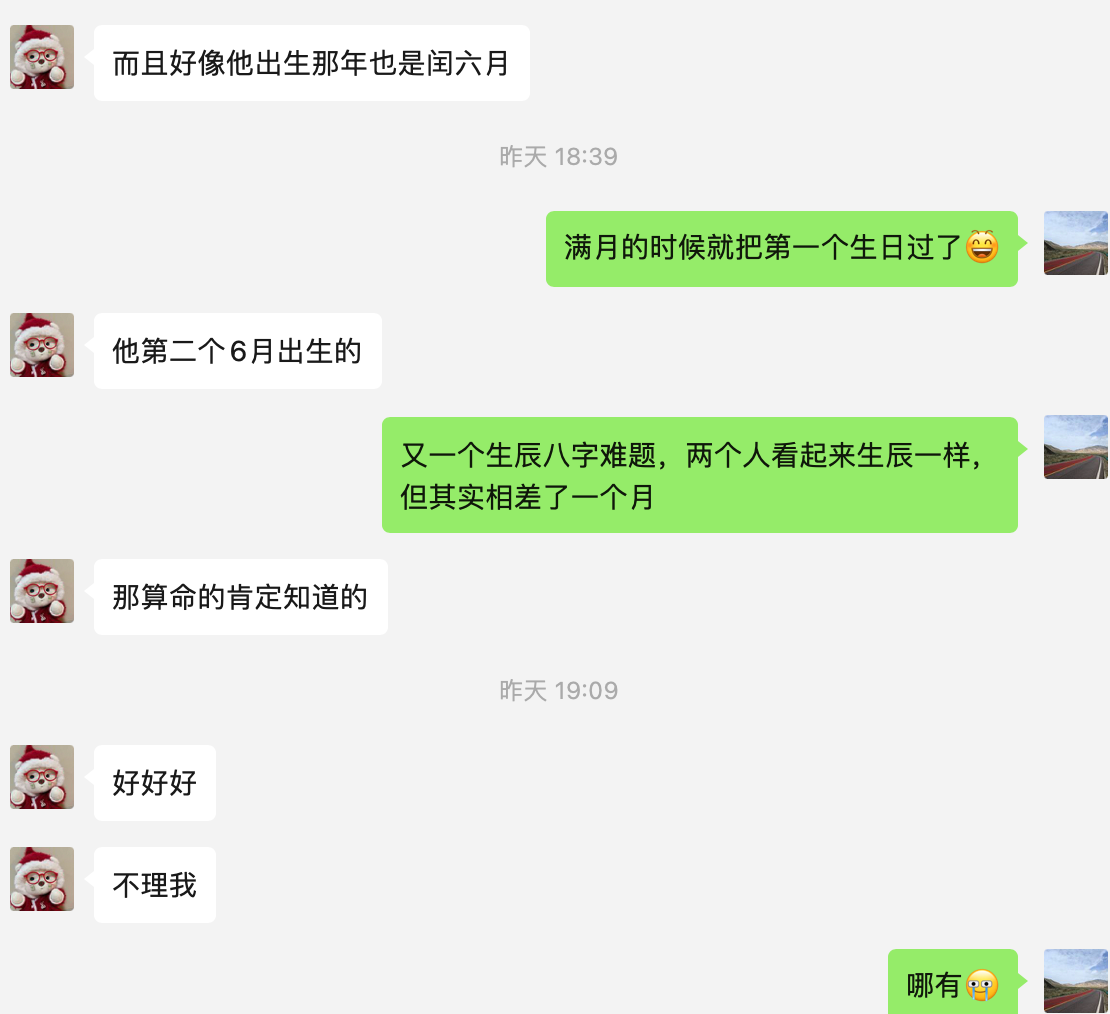 而且好像他出生那年也是闰六月
昨天 18:39
满月的时候就把第一个生日过了😄
他第二个6月出生的
又一个生辰八字难题，两个人看起来生辰一样，
但其实相差了一个月
那算命的肯定知道的
昨天 19:09
好好好
不理我
哪有🥹